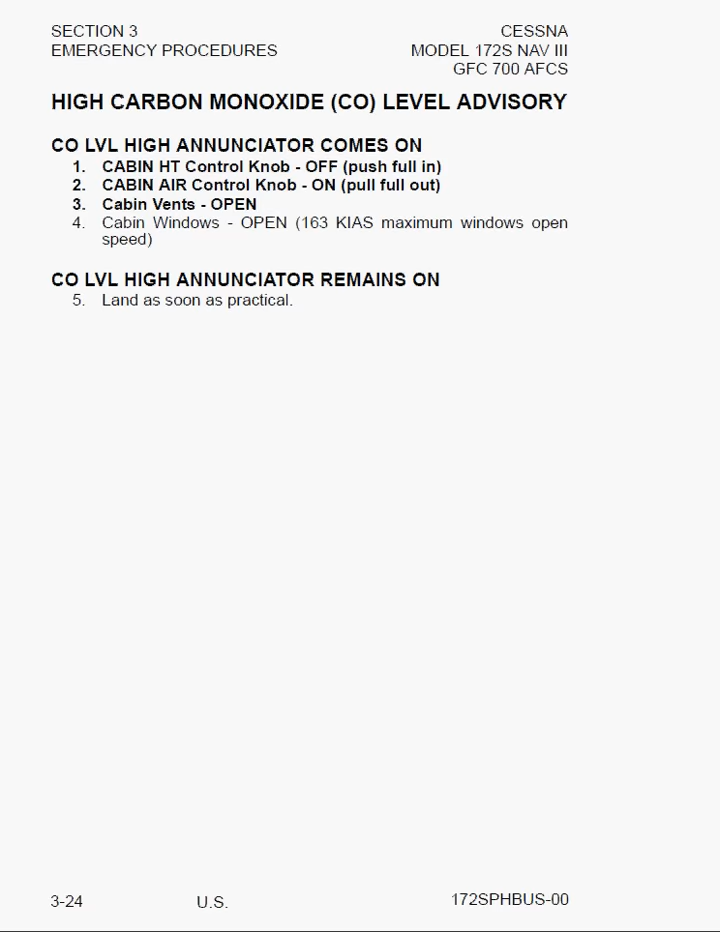 SECTION 3
EMERGENCY PROCEDURES
CESSNA
MODEL 172S NAV III
GFC 700 AFCS
HIGH CARBON MONOXIDE (CO) LEVEL ADVISORY
CO LVL HIGH ANNUNCIATOR COMES ON
1. CABIN HT Control Knob - OFF (push full in)
2. CABIN AIR Control Knob - ON (pull full out)
3. Cabin Vents - OPEN
4. Cabin Windows - OPEN (163 KIAS maximum windows open
speed)
CO LVL HIGH ANNUNCIATOR REMAINS ON
5. Land as soon as practical.
3-24
U.S.
172SPHBUS-00